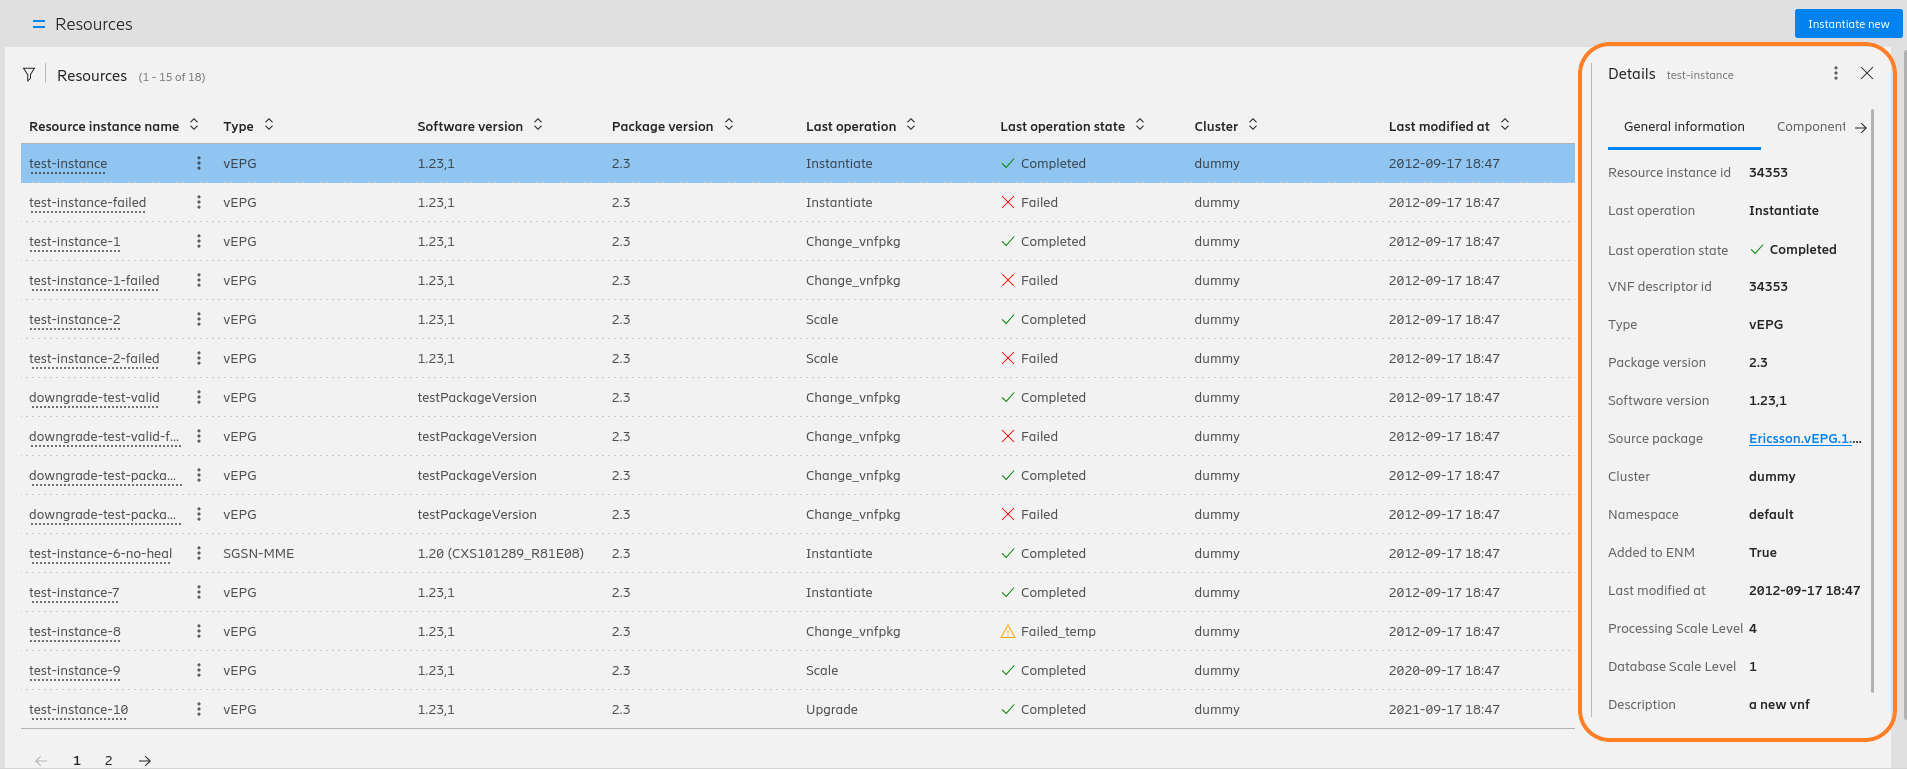 Resources
Instantiate new
Resources (1 - 15 of 18)
Resource instance name Type Software version Package version Last operation Last operation state Cluster Last modified at
test-instance vEPG 1.23,1 2.3 Instantiate Completed dummy 2012-09-17 18:47
test-instance-failed vEPG 1.23,1 2.3 Instantiate Failed dummy 2012-09-17 18:47
test-instance-1 vEPG 1.23,1 2.3 Change_vnfpkg Completed dummy 2012-09-17 18:47
test-instance-1-failed vEPG 1.23,1 2.3 Change_vnfpkg Failed dummy 2012-09-17 18:47
test-instance-2 vEPG 1.23,1 2.3 Scale Completed dummy 2012-09-17 18:47
test-instance-2-failed vEPG 1.23,1 2.3 Scale Failed dummy 2012-09-17 18:47
downgrade-test-valid vEPG testPackageVersion 2.3 Change_vnfpkg Completed dummy 2012-09-17 18:47
downgrade-test-valid-f... vEPG testPackageVersion 2.3 Change_vnfpkg Failed dummy 2012-09-17 18:47
downgrade-test-packa... vEPG testPackageVersion 2.3 Change_vnfpkg Completed dummy 2012-09-17 18:47
downgrade-test-packa... vEPG testPackageVersion 2.3 Change_vnfpkg Failed dummy 2012-09-17 18:47
test-instance-6-no-heal SGSN-MME 1.20 (CXS101289_R81E08) 2.3 Instantiate Completed dummy 2012-09-17 18:47
test-instance-7 vEPG 1.23,1 2.3 Instantiate Completed dummy 2012-09-17 18:47
test-instance-8 vEPG 1.23,1 2.3 Change_vnfpkg Failed_temp dummy 2012-09-17 18:47
test-instance-9 vEPG 1.23,1 2.3 Scale Completed dummy 2020-09-17 18:47
test-instance-10 vEPG 1.23,1 2.3 Upgrade Completed dummy 2021-09-17 18:47
1 2
Details test-instance
General information Component
Resource instance id 34353
Last operation Instantiate
Last operation state Completed
VNF descriptor id 34353
Type vEPG
Package version 2.3
Software version 1.23,1
Source package Ericsson.vEPG.1....
Cluster dummy
Namespace default
Added to ENM True
Last modified at 2012-09-17 18:47
Processing Scale Level 4
Database Scale Level 1
Description a new vnf